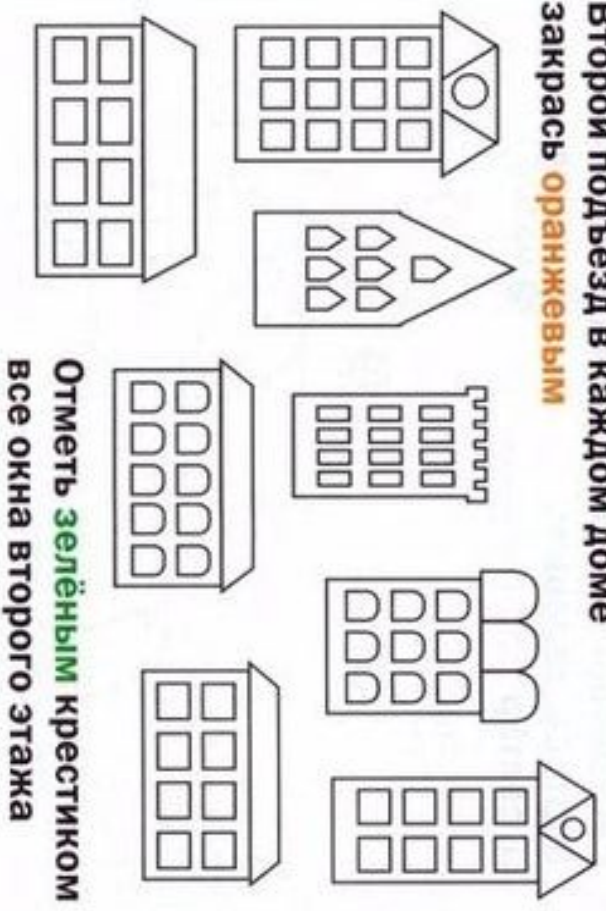 Второй подъезд в каждом доме
закрась оранжевым
Отметь зелёным крестиком
все окна второго этажа